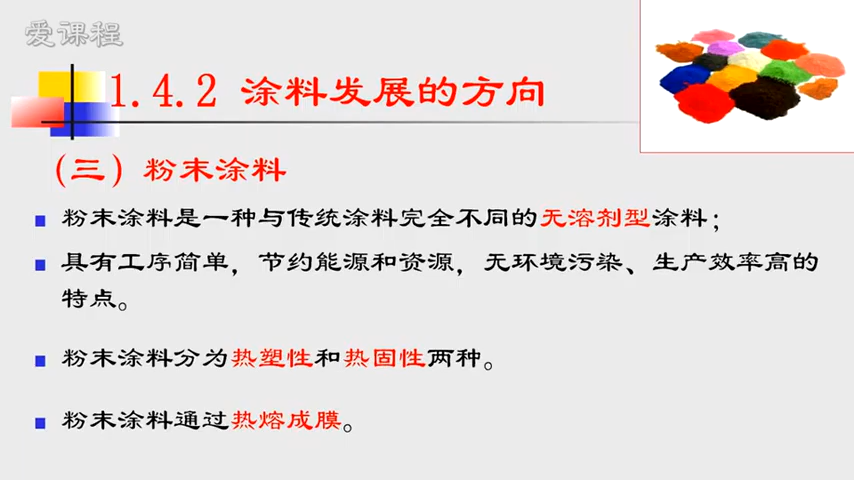 爱课程
1.4.2 涂料发展的方向
(三) 粉末涂料
粉末涂料是一种与传统涂料完全不同的无溶剂型涂料;
具有工序简单，节约能源和资源，无环境污染、生产效率高的
特点。
粉末涂料分为热塑性和热固性两种。
粉末涂料通过热熔成膜。